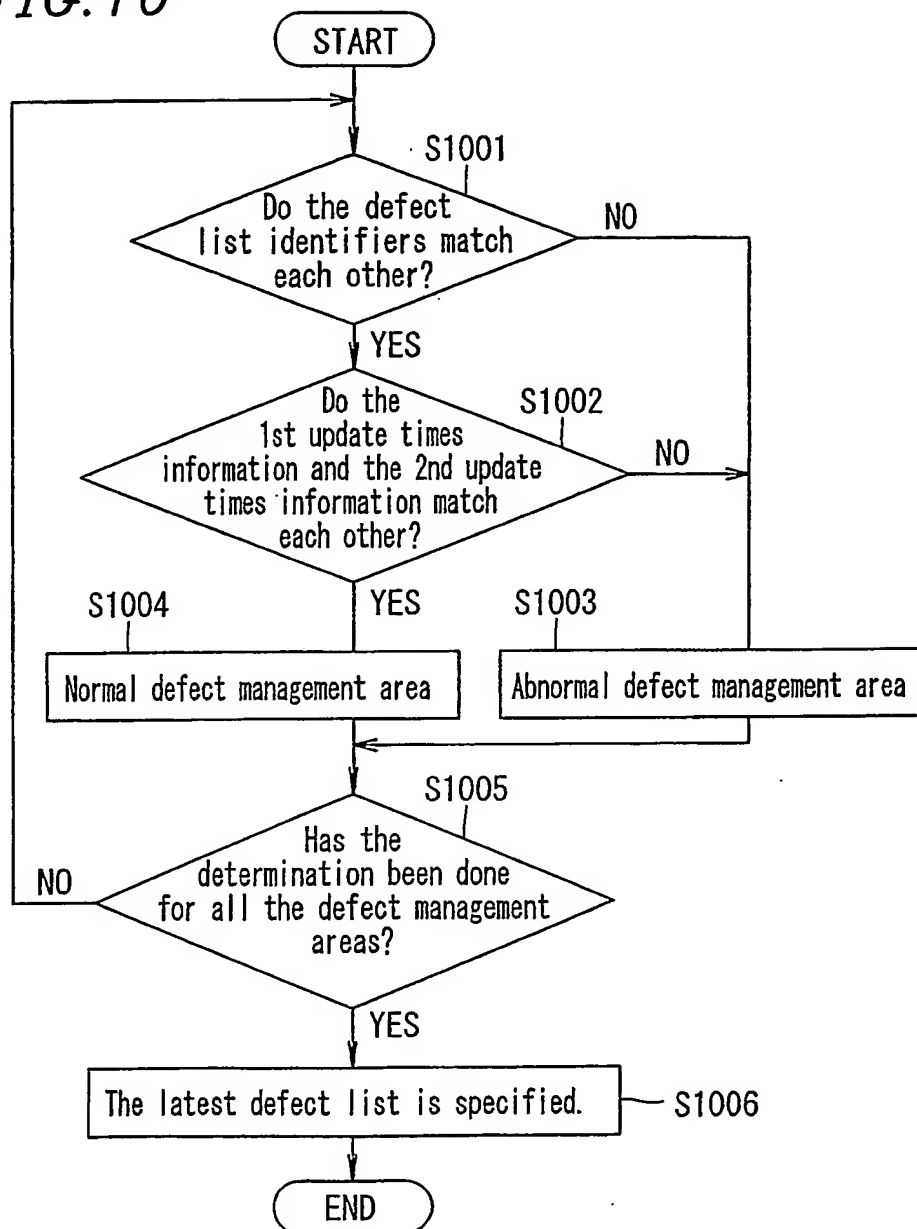 FIG. 10
START
S1001
Do the defect
list identifiers match
each other?
NO
YES
S1002
Do the
1st update times
information and the 2nd update
times information match
each other?
NO
YES
S1004
S1003
Normal defect management area
Abnormal defect management area
S1005
Has the
determination been done
for all the defect management
areas?
NO
YES
The latest defect list is specified.
S1006
END